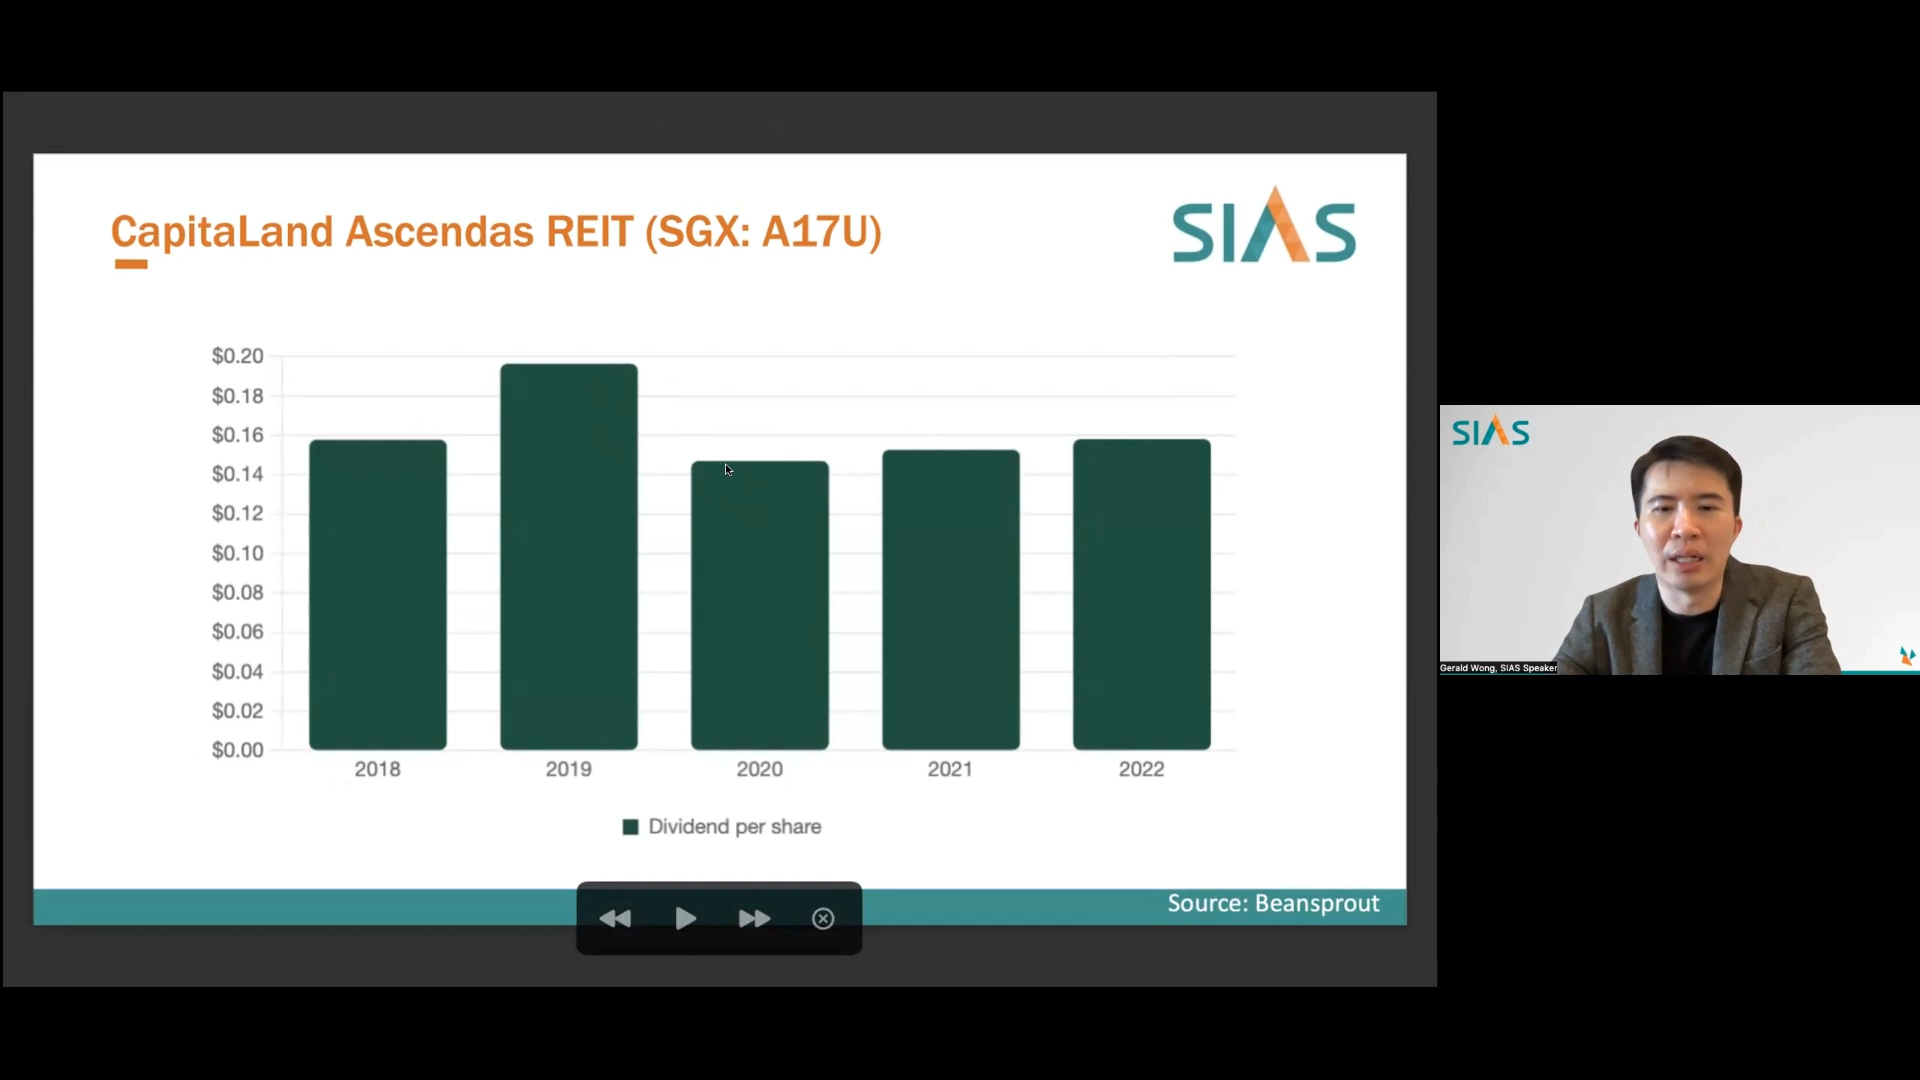 CapitaLand Ascendas REIT (SGX: A17U)
SIAS
$0.20
$0.18
$0.16
$0.14
$0.12
$0.10
$0.08
$0.06
$0.04
$0.02
$0.00
2018 2019 2020 2021 2022
Dividend per share
Source: Beansprout
SIAS
Gerald Wong, SIAS Speaker